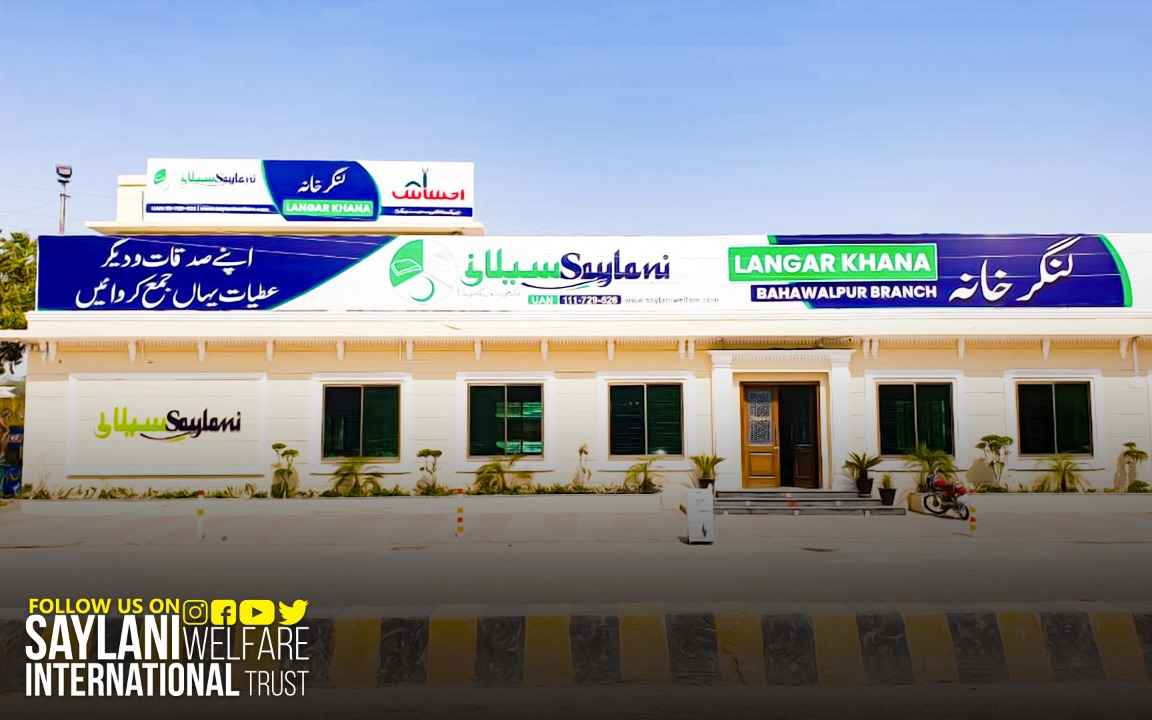 سیلانی Saylani
لنگر خانہ
LANGAR KHANA
احساس
اپنے صدقات و دیگر
عطیات یہاں جمع کروائیں
سیلانی Saylani
UAN 111-729-526 www.saylaniwelfare.com
LANGAR KHANA
BAHAWALPUR BRANCH
لنگر خانہ
سیلانی Saylani
FOLLOW US ON
SAYLANI WELFARE
INTERNATIONAL TRUST